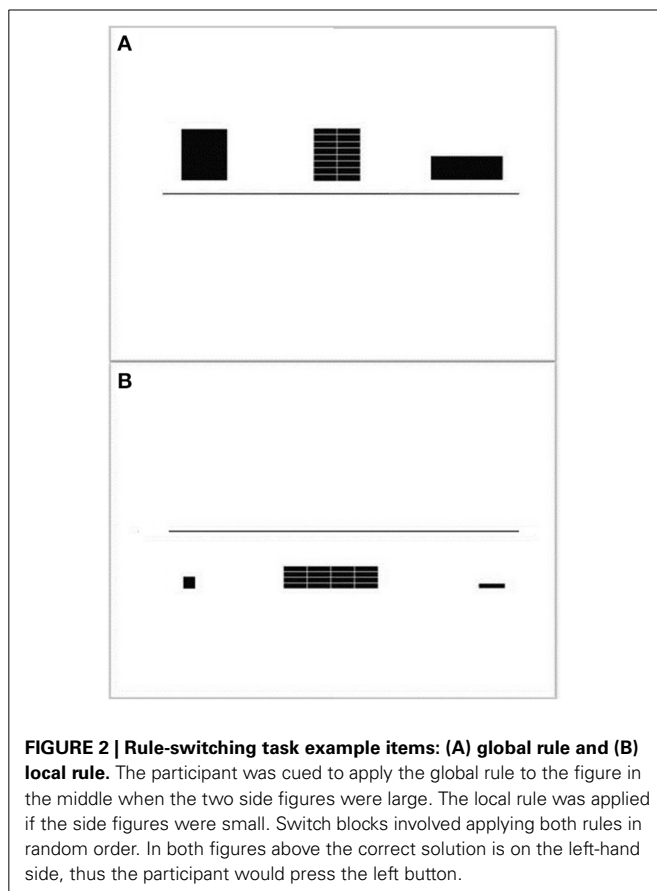 A
B
FIGURE 2 | Rule-switching task example items: (A) global rule and (B)
local rule. The participant was cued to apply the global rule to the figure in
the middle when the two side figures were large. The local rule was applied
if the side figures were small. Switch blocks involved applying both rules in
random order. In both figures above the correct solution is on the left-hand
side, thus the participant would press the left button.